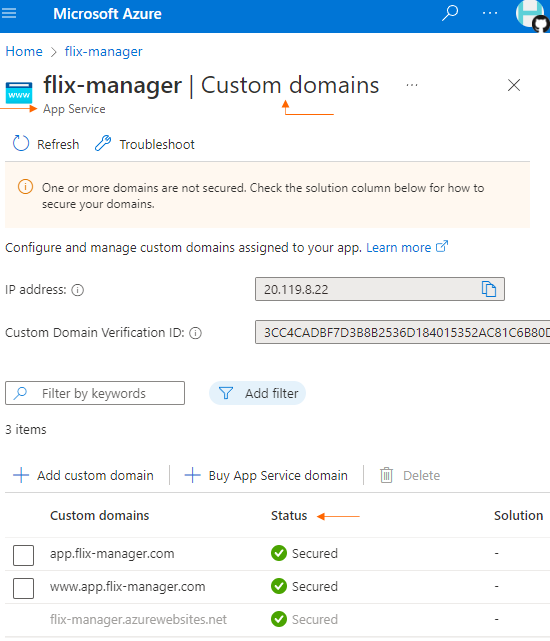 Microsoft Azure
Home > flix-manager
www
flix-manager | Custom domains ...
App Service
Refresh Troubleshoot
One or more domains are not secured. Check the solution column below for how to
secure your domains.
Configure and manage custom domains assigned to your app. Learn more
IP address: 20.119.8.22
Custom Domain Verification ID: 3CC4CADBF7D3B8B2536D184015352AC81C6B80D
Filter by keywords Add filter
3 items
Add custom domain Buy App Service domain Delete
Custom domains Status Solution
app.flix-manager.com Secured -
www.app.flix-manager.com Secured -
flix-manager.azurewebsites.net Secured -